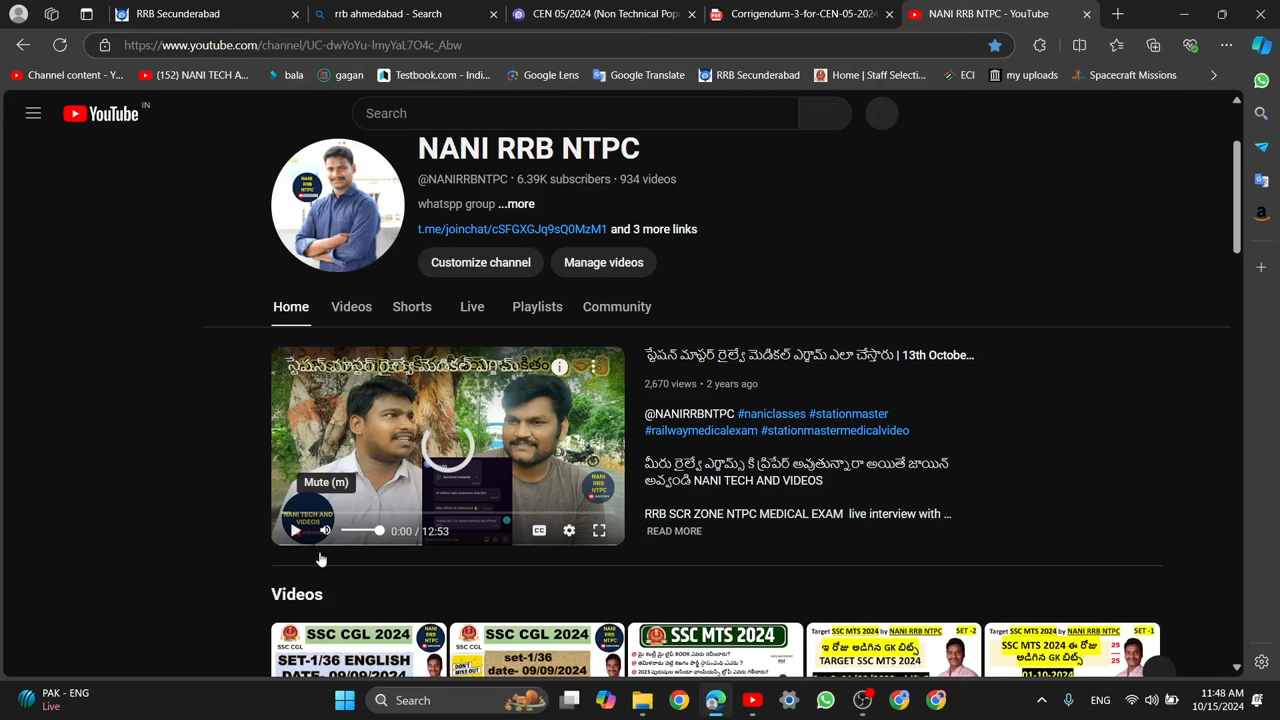 RRB Secunderabad
rrb ahmedabad - Search
CEN 05/2024 (Non Technical Popu
Corrigendum-3-for-CEN-05-2024
NANI RRB NTPC - YouTube
https://www.youtube.com/channel/UC-dwYoYu-ImyYaL7O4c_Abw
Channel content - Y...
(152) NANI TECH A...
bala
gagan
Testbook.com - Indi...
Google Lens
Google Translate
RRB Secunderabad
Home | Staff Selecti...
ECI
my uploads
Spacecraft Missions
YouTube IN
Search
NANI RRB NTPC
@NANIRRBNTPC · 6.39K subscribers · 934 videos
whatspp group ...more
t.me/joinchat/cSFGXGJq9sQ0MzM1 and 3 more links
Customize channel
Manage videos
Home
Videos
Shorts
Live
Playlists
Community
స్టేషన్ మాస్టర్ రైల్వే మెడికల్ ఎగ్జామ్ ఎలా చేస్తారు | 13th Octobe...
2,670 views · 2 years ago
@NANIRRBNTPC #naniclasses #stationmaster
#railwaymedicalexam #stationmastermedicalvideo
మీరు రైల్వే ఎగ్జామ్స్ కి ప్రిపేర్ అవుతున్నారా అయితే జాయిన్
అవ్వండి NANI TECH AND VIDEOS
RRB SCR ZONE NTPC MEDICAL EXAM live interview with ...
READ MORE
Mute (m)
NANI TECH AND
VIDEOS
NANI
RRB
NTPC
0:00 / 12:53
Videos
SSC CGL 2024
SET-1/36 ENGLISH
DATE- 09/09/2024
SSC CGL 2024
set-1/36
date- 09/09/2024
SSC MTS 2024
Target SSC MTS 2024 by NANI RRB NTPC SET -2
ఈ రోజు అడిగిన GK బిట్స్
TARGET SSC MTS 2024
Target SSC MTS 2024 by NANI RRB NTPC SET -1
SSC MTS 2024 ఈ రోజు
అడిగిన GK బిట్స్
01-10-2024
25
25
PAK - ENG
Live
Search
ENG
11:48 AM
10/15/2024